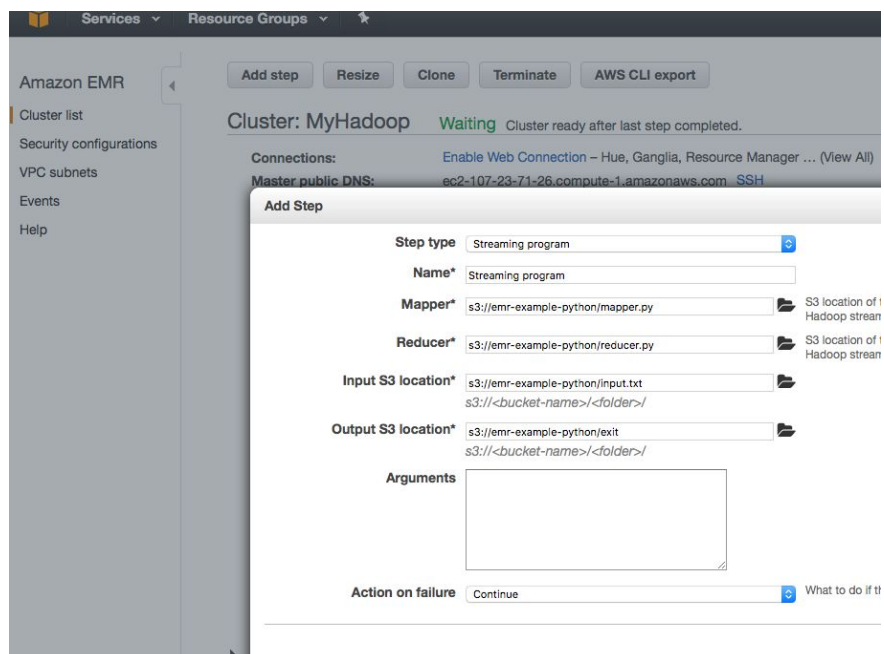 Services
Resource Groups
Amazon EMR
Cluster list
Security configurations
VPC subnets
Events
Help
Add step
Resize
Clone
Terminate
AWS CLI export
Cluster: MyHadoop Waiting Cluster ready after last step completed.
Connections: Enable Web Connection – Hue, Ganglia, Resource Manager ... (View All)
Master public DNS: ec2-107-23-71-26.compute-1.amazonaws.com SSH
Add Step
Step type Streaming program
Name* Streaming program
Mapper* s3://emr-example-python/mapper.py
S3 location of
Hadoop stream
Reducer* s3://emr-example-python/reducer.py
S3 location of
Hadoop stream
Input S3 location* s3://emr-example-python/input.txt
s3://<bucket-name>/<folder>/
Output S3 location* s3://emr-example-python/exit
s3://<bucket-name>/<folder>/
Arguments
Action on failure Continue
What to do if